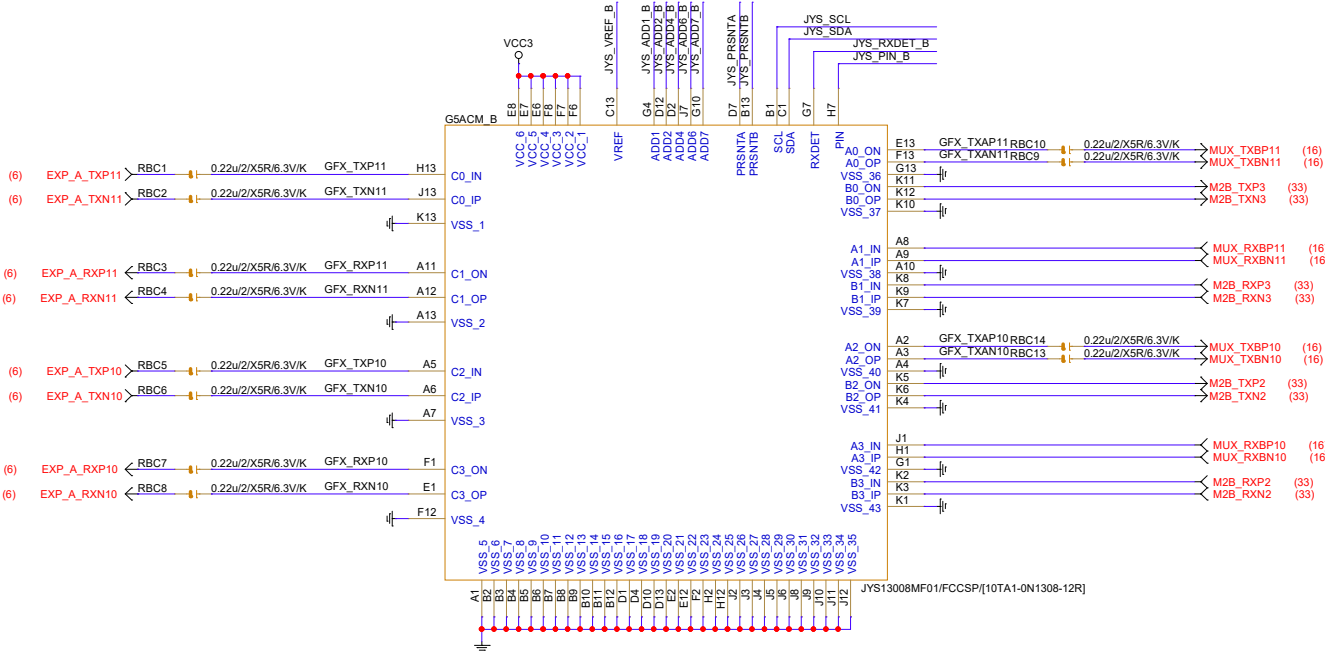 JYS_VREF_B
JYS_ADD1_B
JYS_ADD2_B
JYS_ADD4_B
JYS_ADD6_B
JYS_ADD7_B
JYS_PRSNTA
JYS_PRSNTB
JYS_SCL
JYS_SDA
JYS_RXDET_B
JYS_PIN_B
VCC3
E8 E7 E6 F8 F7 F6 C13 G4 D12 D2 J7 G10 D7 B13 B1 C1 G7 H7
G5ACM_B
VCC_6 VCC_5 VCC_4 VCC_3 VCC_2 VCC_1 VREF ADD1 ADD2 ADD4 ADD6 ADD7 PRSNTA PRSNTB SCL SDA RXDET PIN
(6) EXP_A_TXP11 RBC1 0.22u/2/X5R/6.3V/K GFX_TXP11 H13 C0_IN
(6) EXP_A_TXN11 RBC2 0.22u/2/X5R/6.3V/K GFX_TXN11 J13 C0_IP
K13 VSS_1
(6) EXP_A_RXP11 RBC3 0.22u/2/X5R/6.3V/K GFX_RXP11 A11 C1_ON
(6) EXP_A_RXN11 RBC4 0.22u/2/X5R/6.3V/K GFX_RXN11 A12 C1_OP
A13 VSS_2
(6) EXP_A_TXP10 RBC5 0.22u/2/X5R/6.3V/K GFX_TXP10 A5 C2_IN
(6) EXP_A_TXN10 RBC6 0.22u/2/X5R/6.3V/K GFX_TXN10 A6 C2_IP
A7 VSS_3
(6) EXP_A_RXP10 RBC7 0.22u/2/X5R/6.3V/K GFX_RXP10 F1 C3_ON
(6) EXP_A_RXN10 RBC8 0.22u/2/X5R/6.3V/K GFX_RXN10 E1 C3_OP
F12 VSS_4
A0_ON E13 GFX_TXAP11 RBC10 0.22u/2/X5R/6.3V/K MUX_TXBP11 (16)
A0_OP F13 GFX_TXAN11 RBC9 0.22u/2/X5R/6.3V/K MUX_TXBN11 (16)
VSS_36 G13
B0_ON K11 M2B_TXP3 (33)
B0_OP K12 M2B_TXN3 (33)
VSS_37 K10
A1_IN A8 MUX_RXBP11 (16
A1_IP A9 MUX_RXBN11 (16
VSS_38 A10
B1_IN K8 M2B_RXP3 (33)
B1_IP K9 M2B_RXN3 (33)
VSS_39 K7
A2_ON A2 GFX_TXAP10 RBC14 0.22u/2/X5R/6.3V/K MUX_TXBP10 (16)
A2_OP A3 GFX_TXAN10 RBC13 0.22u/2/X5R/6.3V/K MUX_TXBN10 (16)
VSS_40 A4
B2_ON K5 M2B_TXP2 (33)
B2_OP K6 M2B_TXN2 (33)
VSS_41 K4
A3_IN J1 MUX_RXBP10 (16
A3_IP H1 MUX_RXBN10 (16
VSS_42 G1
B3_IN K2 M2B_RXP2 (33)
B3_IP K3 M2B_RXN2 (33)
VSS_43 K1
VSS_5 VSS_6 VSS_7 VSS_8 VSS_9 VSS_10 VSS_11 VSS_12 VSS_13 VSS_14 VSS_15 VSS_16 VSS_17 VSS_18 VSS_19 VSS_20 VSS_21 VSS_22 VSS_23 VSS_24 VSS_25 VSS_26 VSS_27 VSS_28 VSS_29 VSS_30 VSS_31 VSS_32 VSS_33 VSS_34 VSS_35
A1 B2 B3 B4 B5 B6 B7 B8 B9 B10 B11 B12 D1 D4 D10 D13 E2 E12 F2 H2 H12 J2 J3 J4 J5 J6 J8 J9 J10 J11 J12
JYS13008MF01/FCCSP/[10TA1-0N1308-12R]